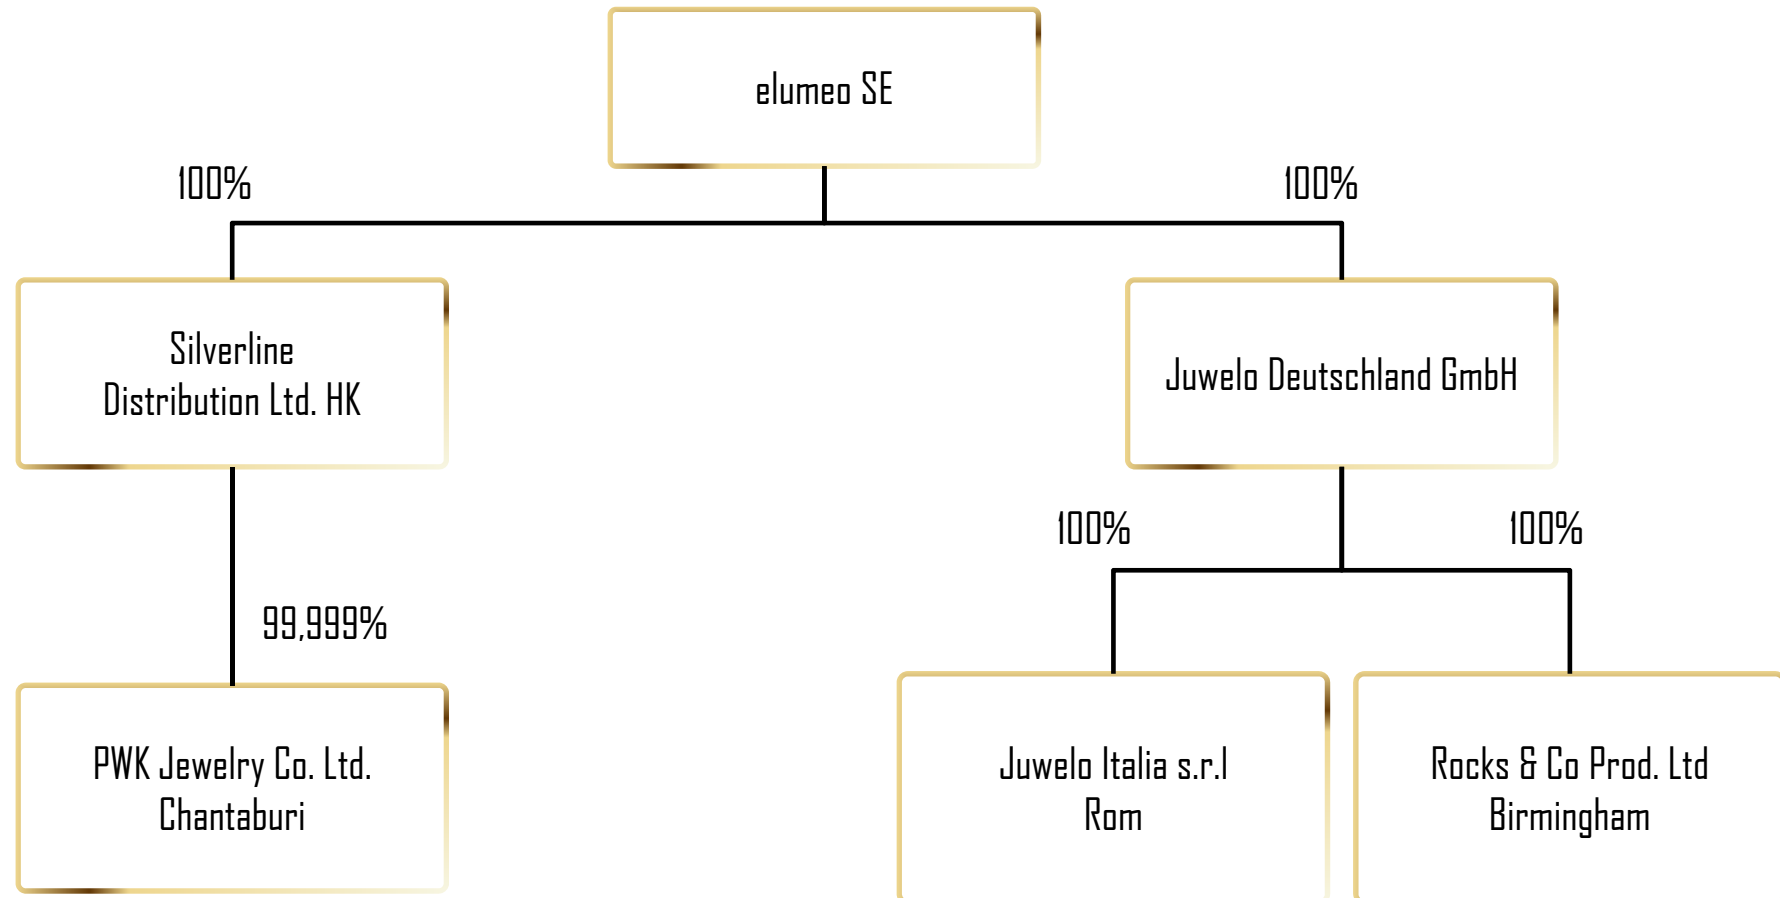 elumeo SE
100%
100%
Silverline
Distribution Ltd. HK
Juwelo Deutschland GmbH
100%
100%
99,999%
PWK Jewelry Co. Ltd.
Chantaburi
Juwelo Italia s.r.l
Rom
Rocks & Co Prod. Ltd
Birmingham